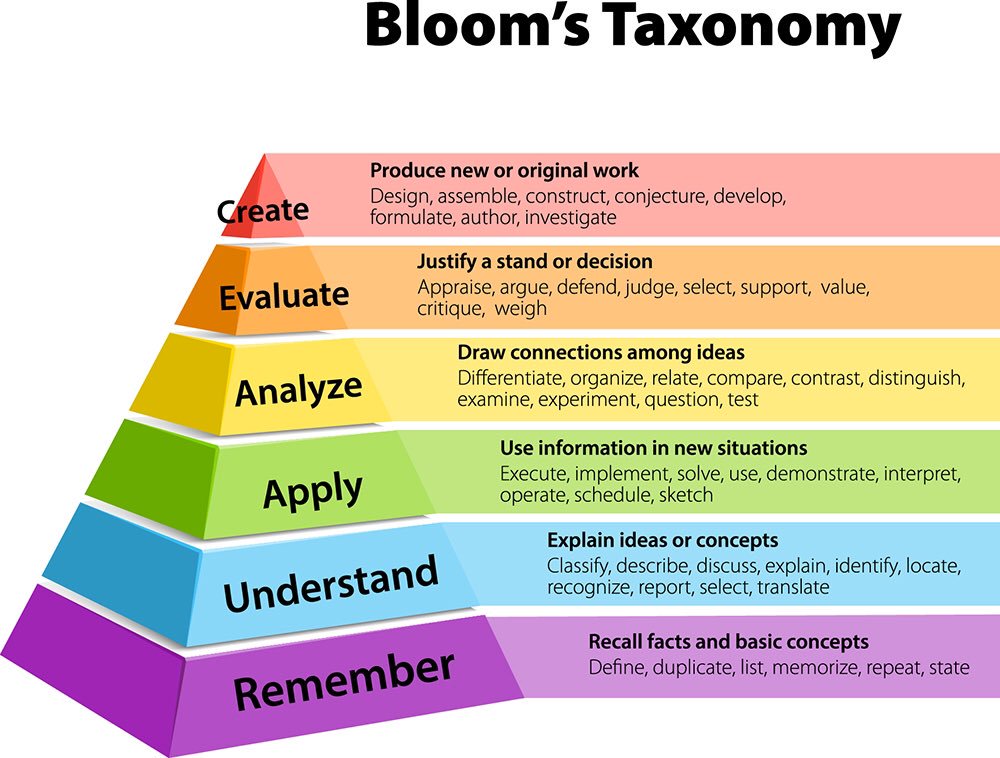 Bloom's Taxonomy
Create
Produce new or original work
Design, assemble, construct, conjecture, develop,
formulate, author, investigate
Evaluate
Justify a stand or decision
Appraise, argue, defend, judge, select, support, value,
critique, weigh
Analyze
Draw connections among ideas
Differentiate, organize, relate, compare, contrast, distinguish,
examine, experiment, question, test
Apply
Use information in new situations
Execute, implement, solve, use, demonstrate, interpret,
operate, schedule, sketch
Understand
Explain ideas or concepts
Classify, describe, discuss, explain, identify, locate,
recognize, report, select, translate
Remember
Recall facts and basic concepts
Define, duplicate, list, memorize, repeat, state